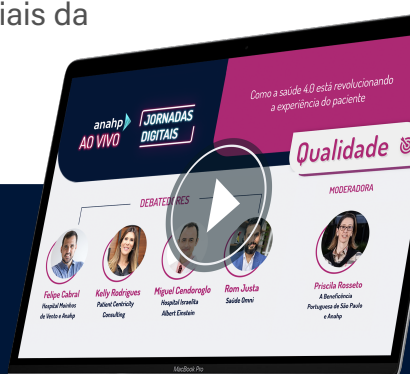 iais da
anahp
AO VIVO
JORNADAS
DIGITAIS
Como a saúde 4.0 está revolucionando
a experiência do paciente
Qualidade
MODERADORA
DEBATEDORES
Felipe Cabral
Hospital Moinhos
de Vento e Anahp
Kelly Rodrigues
Patient Centricity
Consulting
Miguel Cendoroglo
Hospital Israelita
Albert Einstein
Rom Justa
Saúde Omni
Priscila Rosseto
A Beneficência
Portuguesa de São Paulo
e Anahp
MacBook Pro